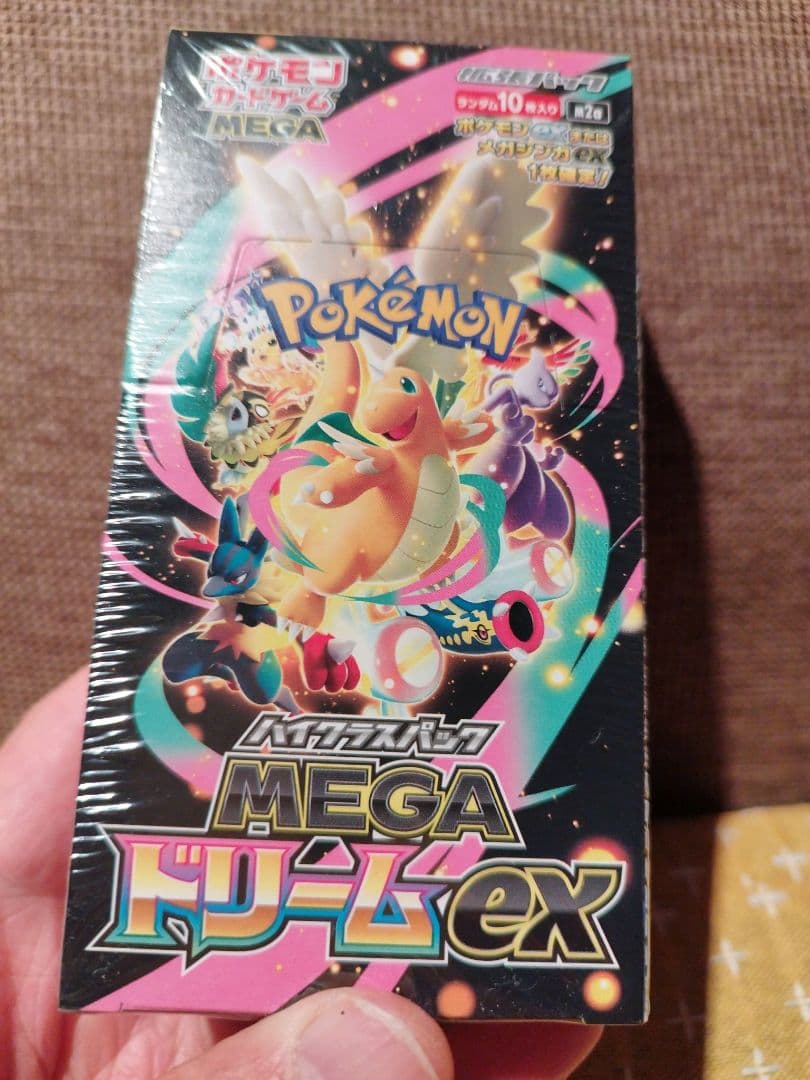 ポケモン
カードゲーム
MEGA
拡張パック
ランダム10枚入り
m2a
ポケモンexまたは
メガシンカex
1枚確定!
POKéMON
ハイクラスパック
MEGA
ドリームex